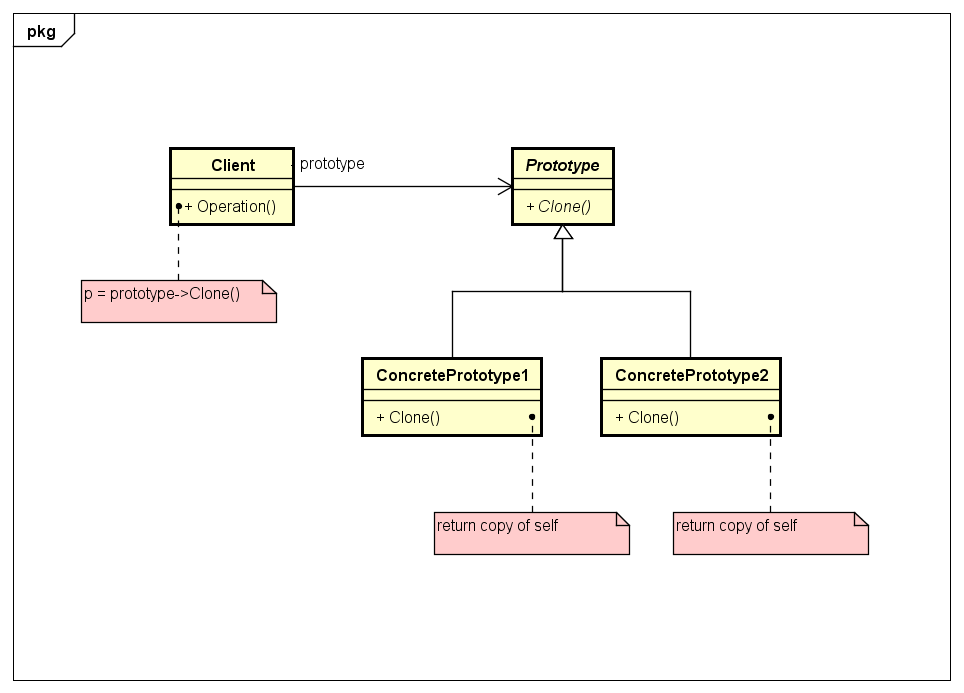 pkg
Client
prototype
Prototype
+ Operation()
+ Clone()
p = prototype->Clone()
ConcretePrototype1
ConcretePrototype2
+ Clone()
+ Clone()
return copy of self
return copy of self